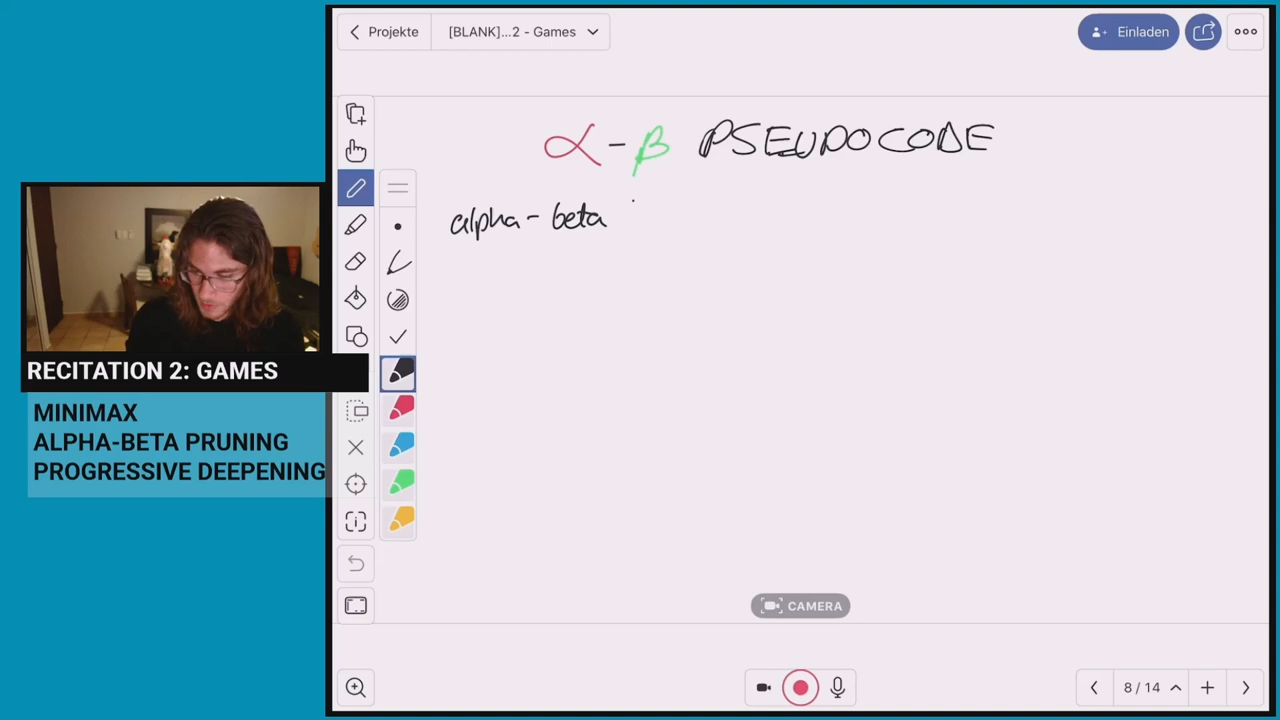 Projekte
[BLANK]...2 - Games
Einladen
α-β PSEUDOCODE
alpha-beta
RECITATION 2: GAMES
MINIMAX
ALPHA-BETA PRUNING
PROGRESSIVE DEEPENING
CAMERA
8 / 14